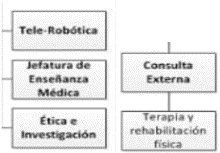 Tele-Robótica
Jefatura de
Enseñanza
Médica
Ética e
Investigación
Consulta
Externa
Terapia y
rehabilitación
física